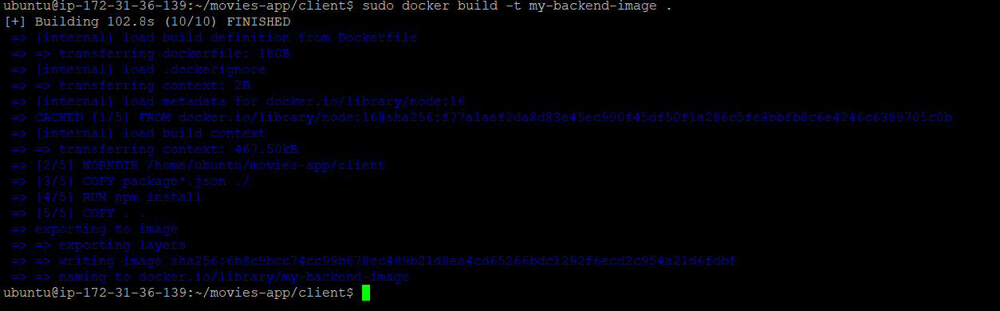 ubuntu@ip-172-31-36-139:~/movies-app/client$ sudo docker build -t my-backend-image .
[+] Building 102.8s (10/10) FINISHED
=> [internal] load build definition from Dockerfile
=> => transferring dockerfile: 180B
=> [internal] load .dockerignore
=> => transferring context: 2B
=> [internal] load metadata for docker.io/library/node:16
=> CACHED [1/5] FROM docker.io/library/node:16@sha256:f77a1aef2da8d83e45ec990f45df50f1a286c5fe8bbfb8c6e4246c6389705c0b
=> [internal] load build context
=> => transferring context: 467.50kB
=> [2/5] WORKDIR /home/ubuntu/movies-app/client
=> [3/5] COPY package*.json ./
=> [4/5] RUN npm install
=> [5/5] COPY . .
=> exporting to image
=> => exporting layers
=> => writing image sha256:6b8c9bcc74cc99b678ec489b21d8ea4cd65266bdc1292f6ecd2c954a21d6fdbf
=> => naming to docker.io/library/my-backend-image
ubuntu@ip-172-31-36-139:~/movies-app/client$